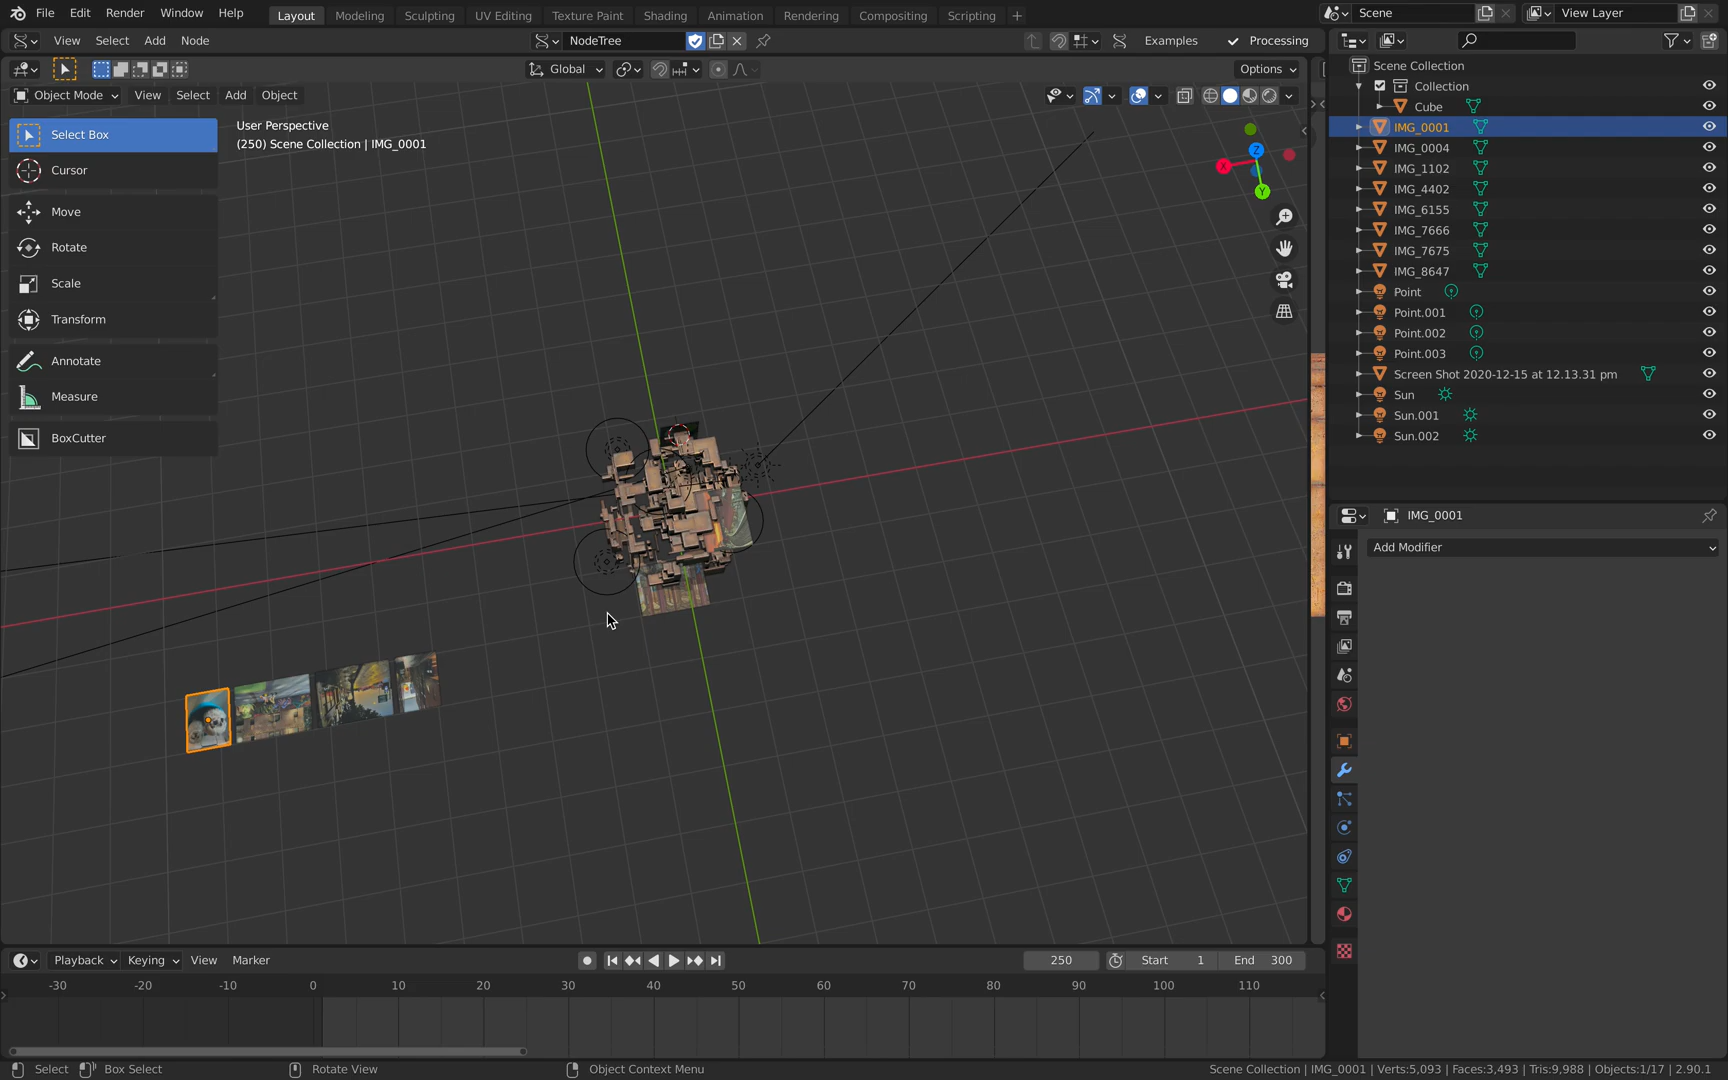 File Edit Render Window Help Layout Modeling Sculpting UV Editing Texture Paint Shading Animation Rendering Compositing Scripting + Scene View Layer
View Select Add Node NodeTree Examples Processing
Global Options
Object Mode View Select Add Object
Select Box
Cursor
Move
Rotate
Scale
Transform
Annotate
Measure
BoxCutter
User Perspective
(250) Scene Collection | IMG_0001
Z
X
Y
Scene Collection
Collection
Cube
IMG_0001
IMG_0004
IMG_1102
IMG_4402
IMG_6155
IMG_7666
IMG_7675
IMG_8647
Point
Point.001
Point.002
Point.003
Screen Shot 2020-12-15 at 12.13.31 pm
Sun
Sun.001
Sun.002
IMG_0001
Add Modifier
Playback Keying View Marker 250 Start 1 End 300
-30 -20 -10 0 10 20 30 40 50 60 70 80 90 100 110
Select Box Select Rotate View Object Context Menu Scene Collection | IMG_0001 | Verts:5,093 | Faces:3,493 | Tris:9,988 | Objects:1/17 | 2.90.1